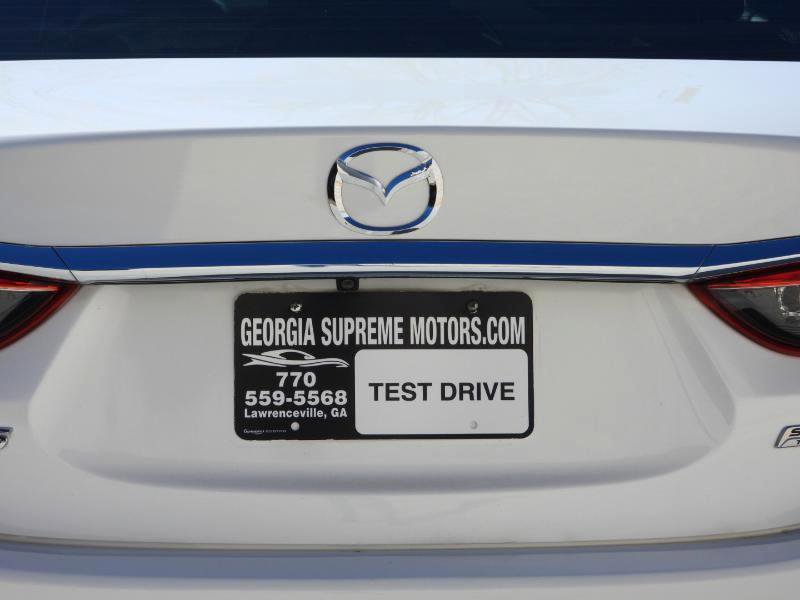 GEORGIA SUPREME MOTORS.COM
770
559-5568
Lawrenceville, GA
TEST DRIVE